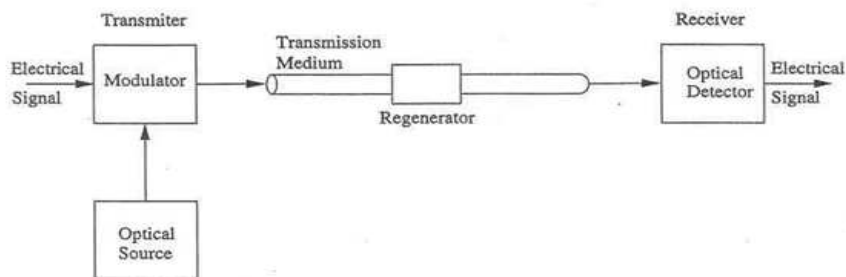 Transmiter
Receiver
Electrical
Signal
Modulator
Transmission
Medium
Regenerator
Optical
Detector
Electrical
Signal
Optical
Source